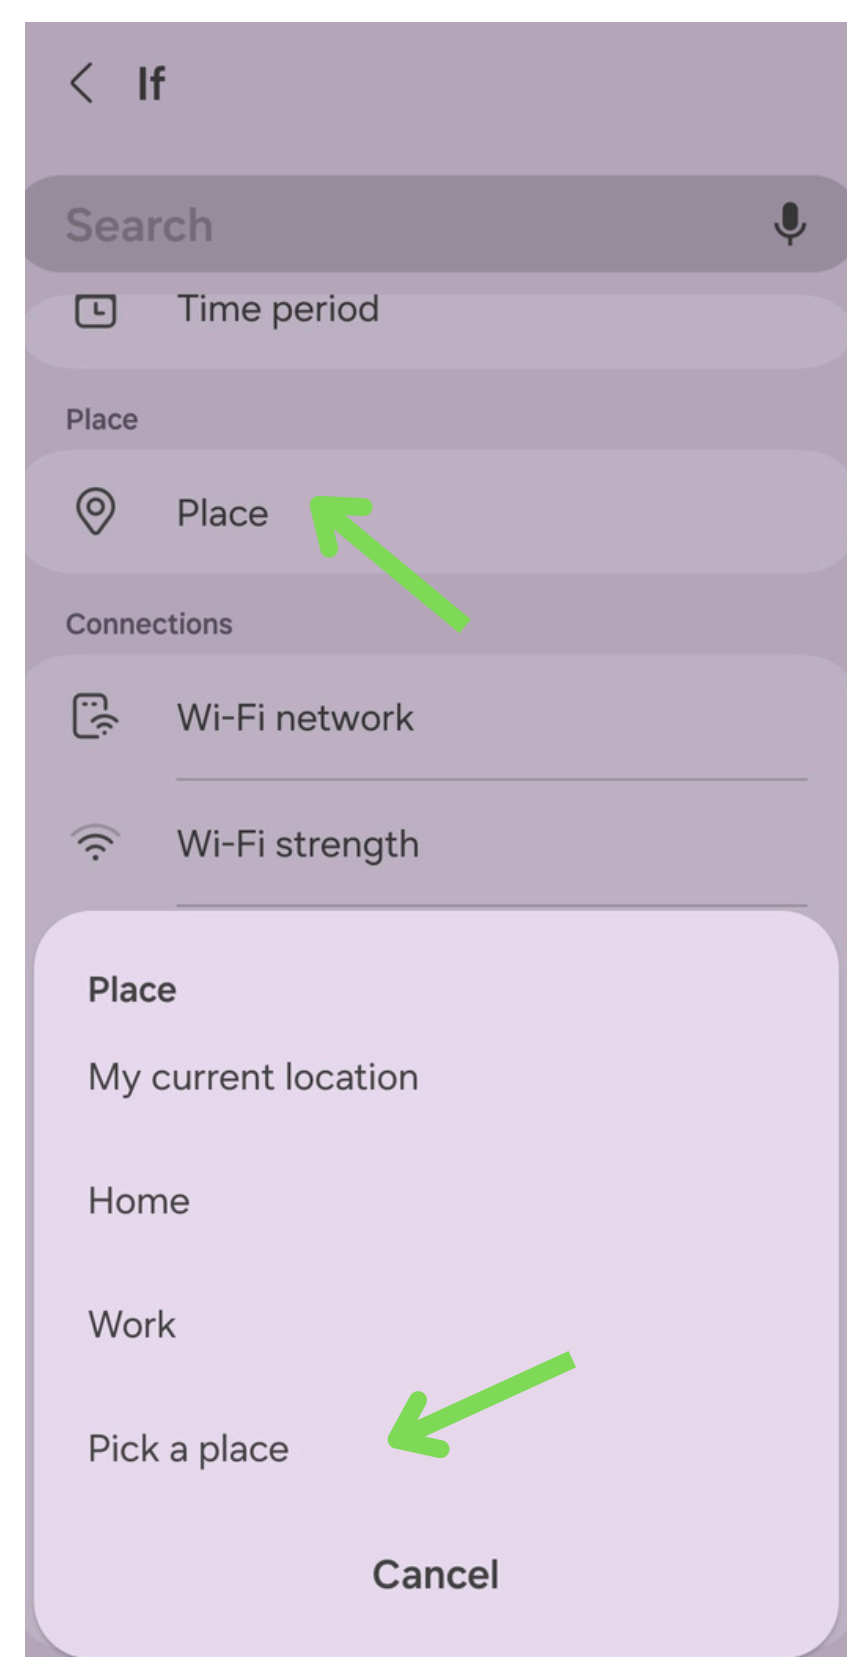 If
Search
Time period
Place
Place
Connections
Wi-Fi network
Wi-Fi strength
Place
My current location
Home
Work
Pick a place
Cancel